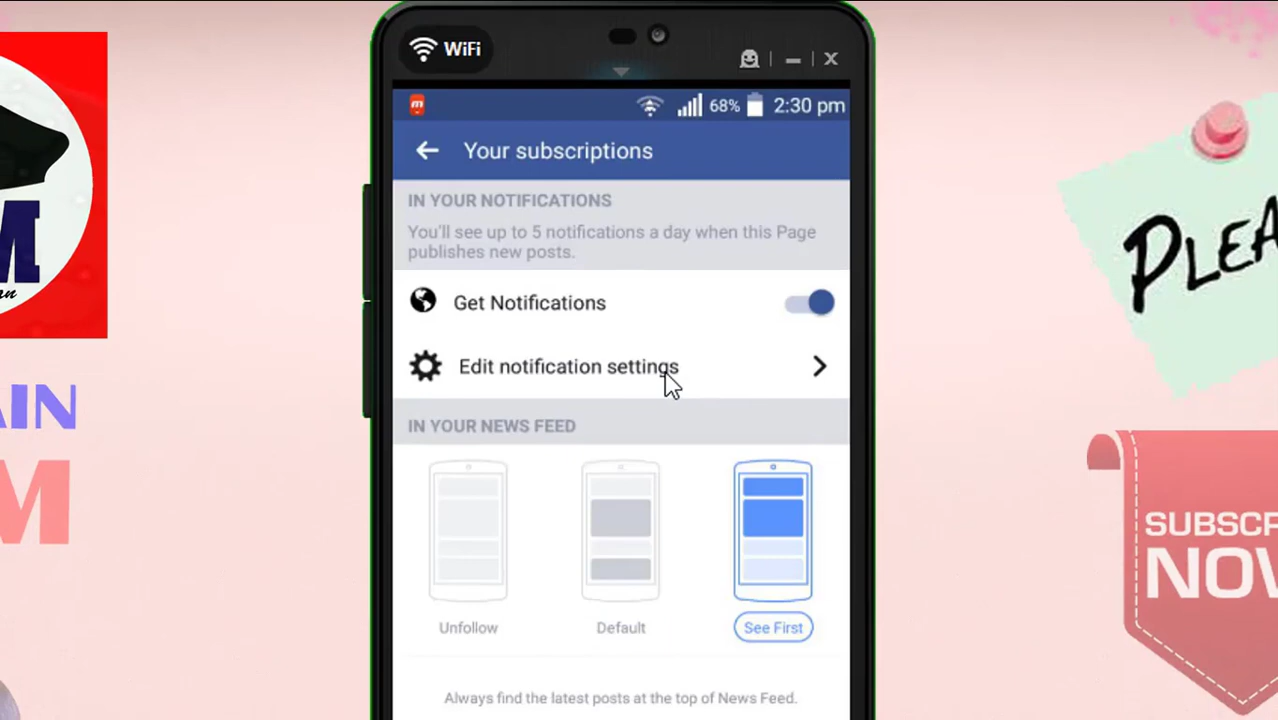 WiFi
68%
2:30 pm
Your subscriptions
IN YOUR NOTIFICATIONS
You'll see up to 5 notifications a day when this Page
publishes new posts.
Get Notifications
Edit notification settings
IN YOUR NEWS FEED
Unfollow
Default
See First
Always find the latest posts at the top of News Feed.
M
AIN
M
PLEA
SUBSCR
NOW